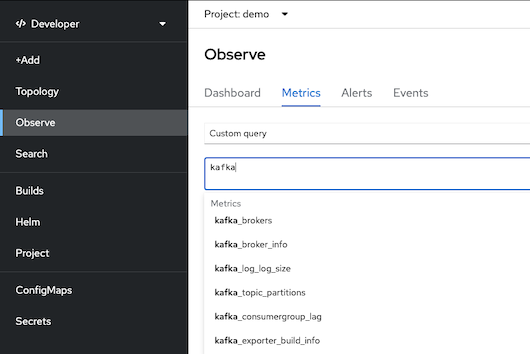 </> Developer
+Add
Topology
Observe
Search
Builds
Helm
Project
ConfigMaps
Secrets
Project: demo
Observe
Dashboard Metrics Alerts Events
Custom query
kafka
Metrics
kafka_brokers
kafka_broker_info
kafka_log_log_size
kafka_topic_partitions
kafka_consumergroup_lag
kafka_exporter_build_info